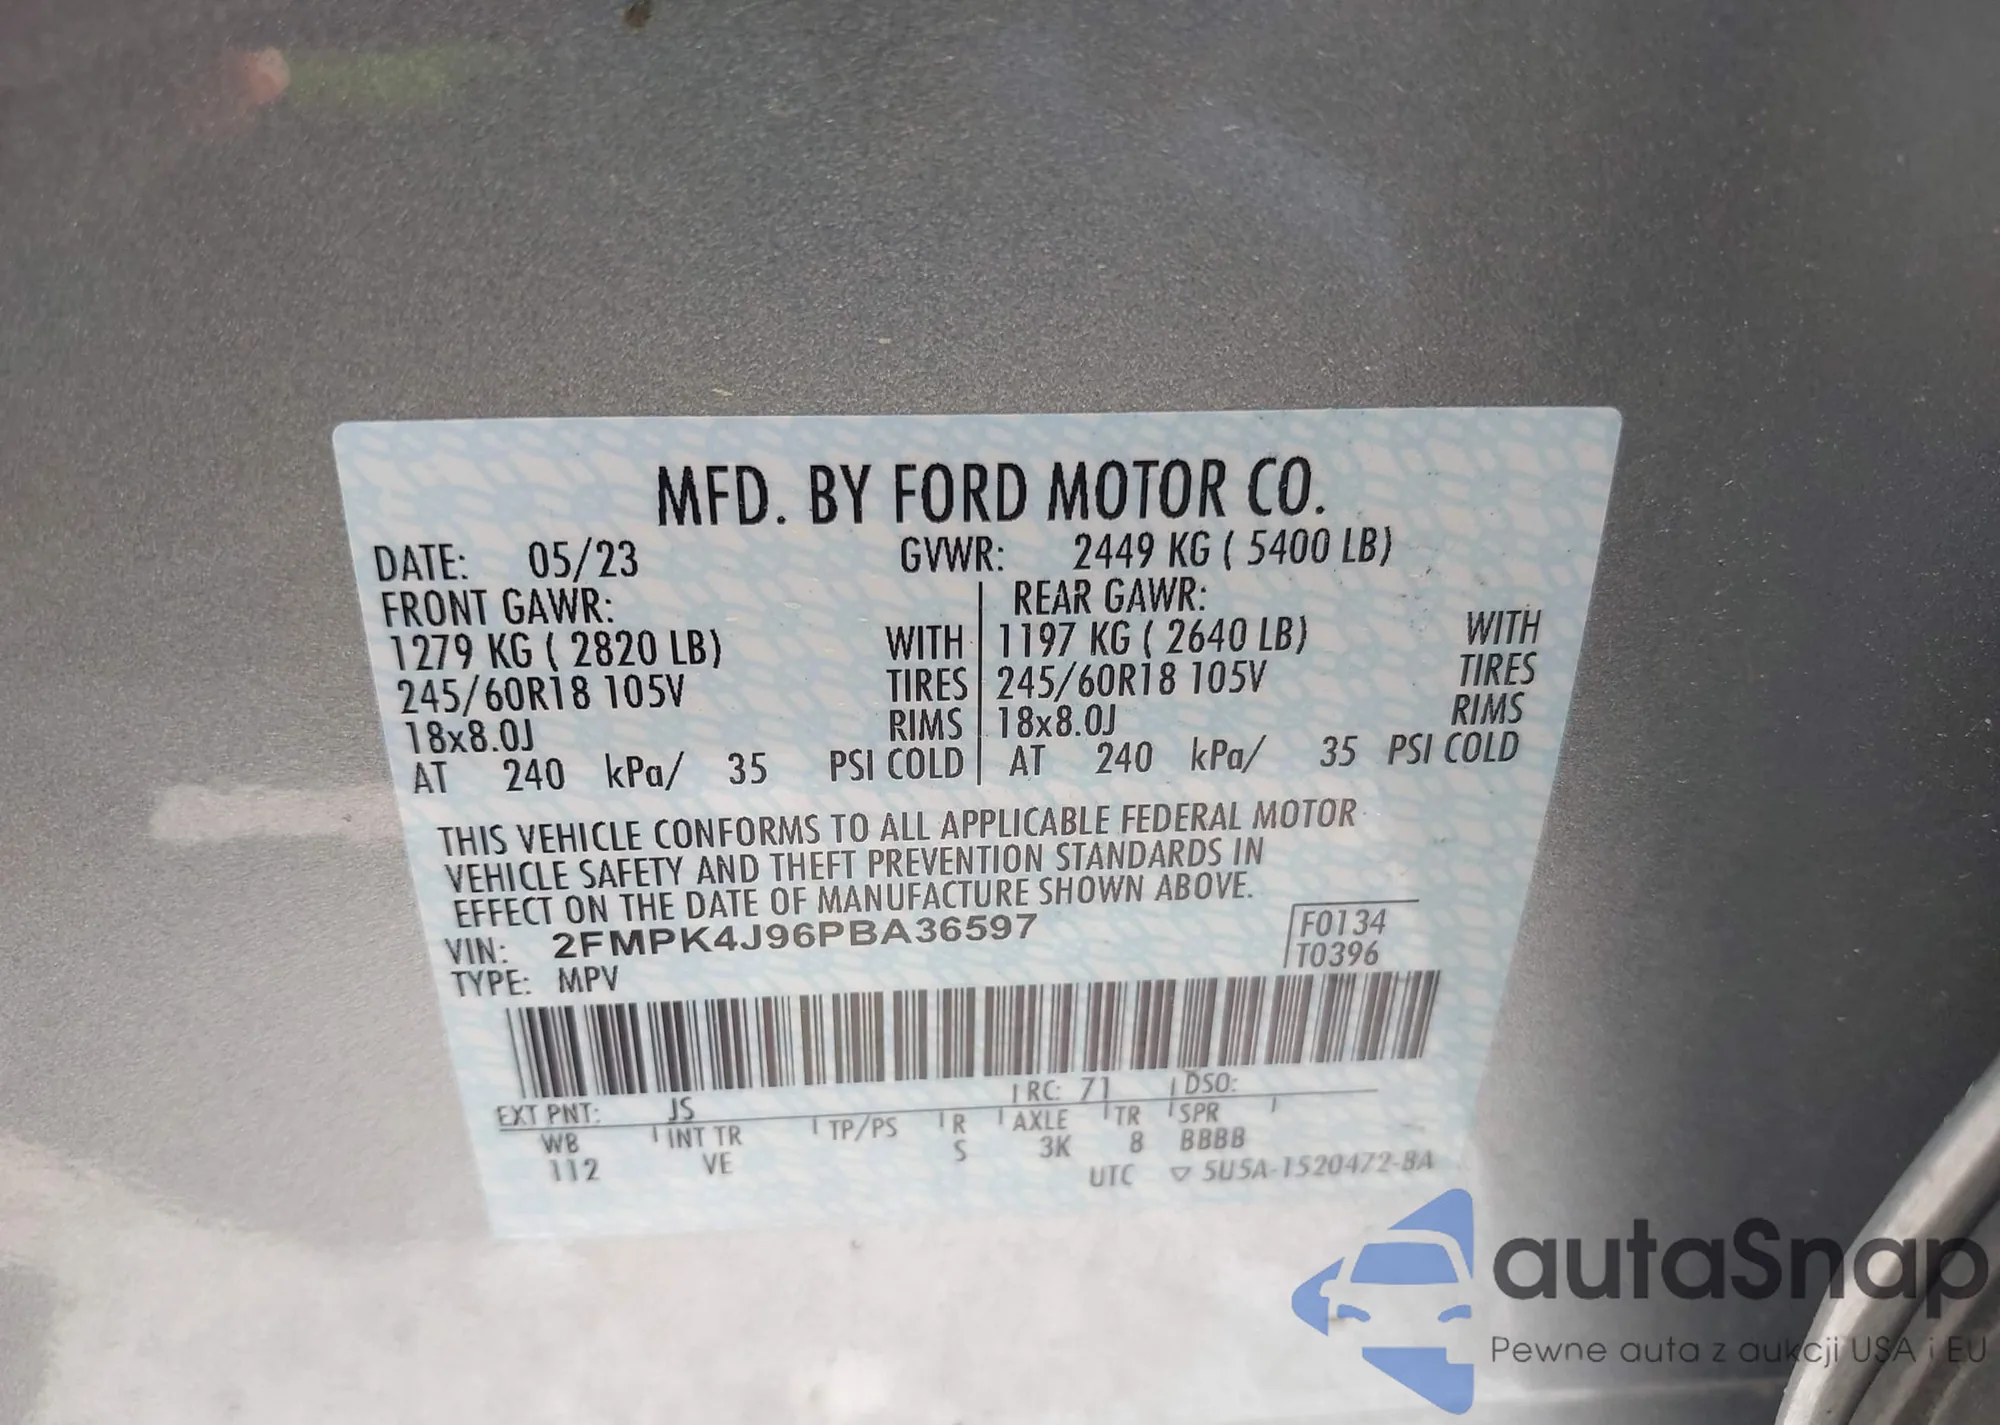 MFD. BY FORD MOTOR CO.
DATE: 05/23 GVWR: 2449 KG ( 5400 LB)
FRONT GAWR: REAR GAWR:
1279 KG ( 2820 LB) WITH 1197 KG ( 2640 LB) WITH
245/60R18 105V TIRES 245/60R18 105V TIRES
18x8.0J RIMS 18x8.0J RIMS
AT 240 kPa/ 35 PSI COLD AT 240 kPa/ 35 PSI COLD
THIS VEHICLE CONFORMS TO ALL APPLICABLE FEDERAL MOTOR
VEHICLE SAFETY AND THEFT PREVENTION STANDARDS IN
EFFECT ON THE DATE OF MANUFACTURE SHOWN ABOVE.
VIN: 2FMPK4J96PBA36597 F0134
TYPE: MPV T0396
EXT PNT: JS RC: 71 DSO:
WB INT TR TP/PS R AXLE TR SPR
112 VE S 3K 8 BBBB
UTC ▽ 5U5A-1520472-BA
autaSnap
Pewne auta z aukcji USA i EU